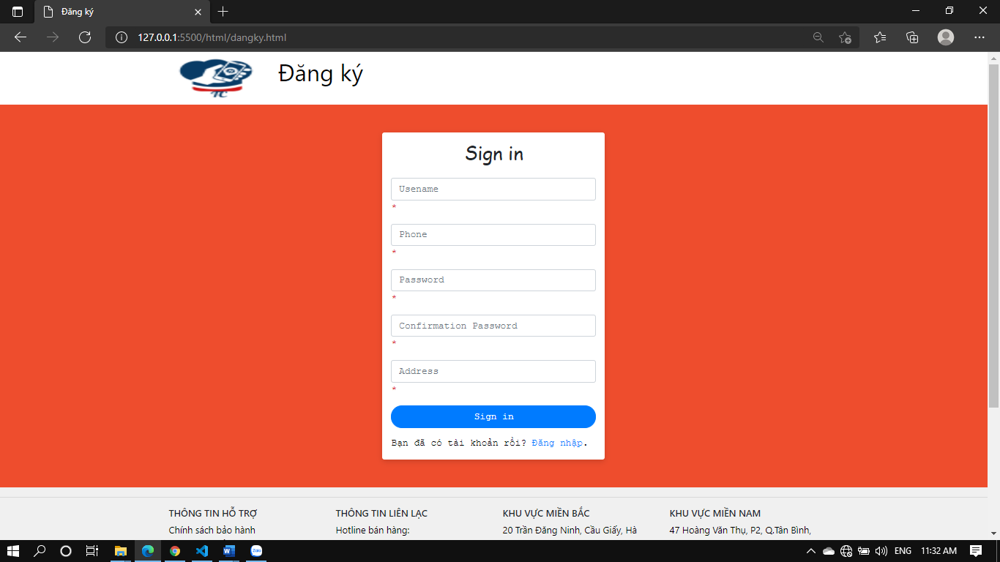 Đăng ký
127.0.0.1:5500/html/dangky.html
TC
Đăng ký
Sign in
Usename
*
Phone
*
Password
*
Confirmation Password
*
Address
*
Sign in
Bạn đã có tài khoản rồi? Đăng nhập.
THÔNG TIN HỖ TRỢ
Chính sách bảo hành
THÔNG TIN LIÊN LẠC
Hotline bán hàng:
KHU VỰC MIỀN BẮC
20 Trần Đăng Ninh, Cầu Giấy, Hà
KHU VỰC MIỀN NAM
47 Hoàng Văn Thụ, P2, Q.Tân Bình,
Zalo
ENG
11:32 AM